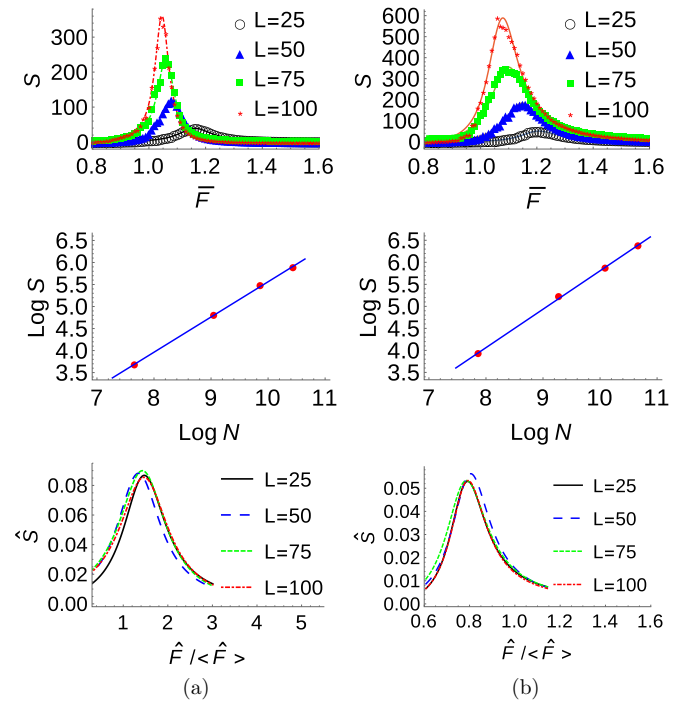 S
300
200
100
0
0.8 1.0 1.2 1.4 1.6
F̅
L=25
L=50
L=75
L=100
S
600
500
400
300
200
100
0
0.8 1.0 1.2 1.4 1.6
F̅
L=25
L=50
L=75
L=100
Log S
6.5
6.0
5.5
5.0
4.5
4.0
3.5
7 8 9 10 11
Log N
Log S
6.5
6.0
5.5
5.0
4.5
4.0
3.5
7 8 9 10 11
Log N
Ŝ
0.08
0.06
0.04
0.02
0.00
1 2 3 4 5
F̂ /< F̂ >
L=25
L=50
L=75
L=100
(a)
Ŝ
0.05
0.04
0.03
0.02
0.01
0.00
0.6 0.8 1.0 1.2 1.4 1.6
F̂ /< F̂ >
L=25
L=50
L=75
L=100
(b)